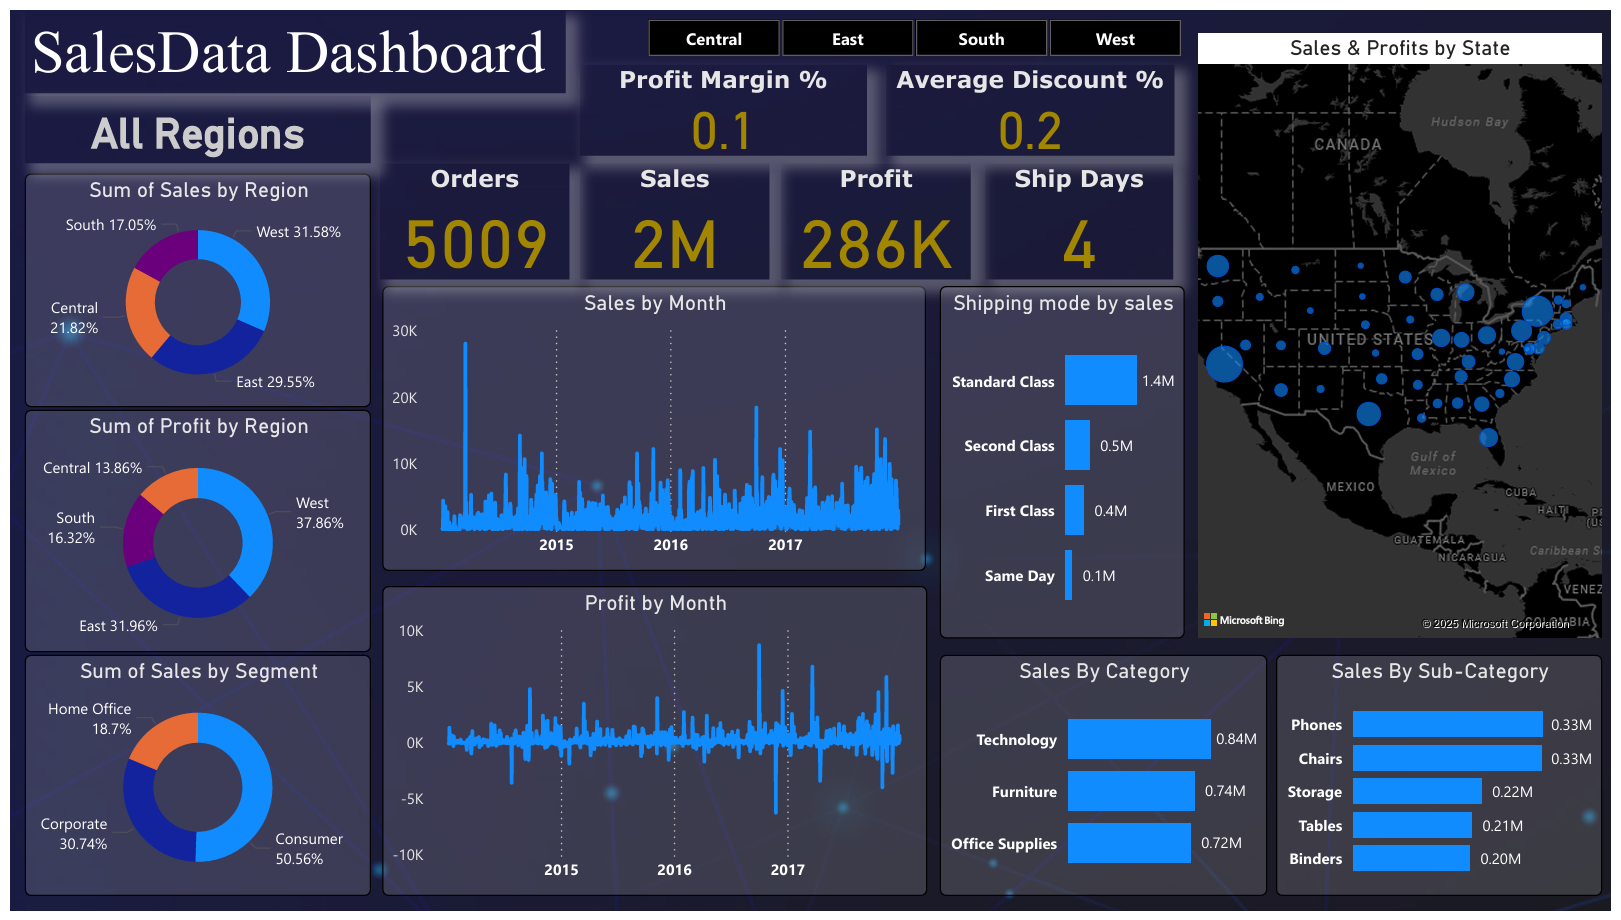 SalesData Dashboard
Central
East
South
West
All Regions
Profit Margin %
0.1
Average Discount %
0.2
Orders
5009
Sales
2M
Profit
286K
Ship Days
4
Sum of Sales by Region
South 17.05%
West 31.58%
Central
21.82%
East 29.55%
Sum of Profit by Region
Central 13.86%
West
37.86%
South
16.32%
East 31.96%
Sum of Sales by Segment
Home Office
18.7%
Corporate
30.74%
Consumer
50.56%
Sales by Month
30K
20K
10K
0K
2015
2016
2017
Profit by Month
10K
5K
0K
-5K
-10K
2015
2016
2017
Shipping mode by sales
Standard Class
1.4M
Second Class
0.5M
First Class
0.4M
Same Day
0.1M
Sales & Profits by State
Hudson Bay
CANADA
UNITED STATES
Gulf of
Mexico
MEXICO
CUBA
HAITI
PR
(US
GUATEMALA
NICARAGUA
Caribbean S
VENEZ
COLOMBIA
Microsoft Bing
© 2025 Microsoft Corporation
Sales By Category
Technology
0.84M
Furniture
0.74M
Office Supplies
0.72M
Sales By Sub-Category
Phones
0.33M
Chairs
0.33M
Storage
0.22M
Tables
0.21M
Binders
0.20M